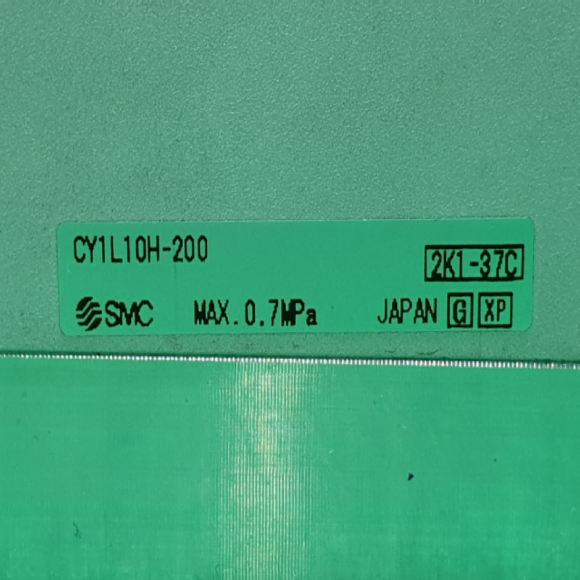 CY1L10H-200
2K1-37C
SMC MAX. 0.7MPa JAPAN G XP